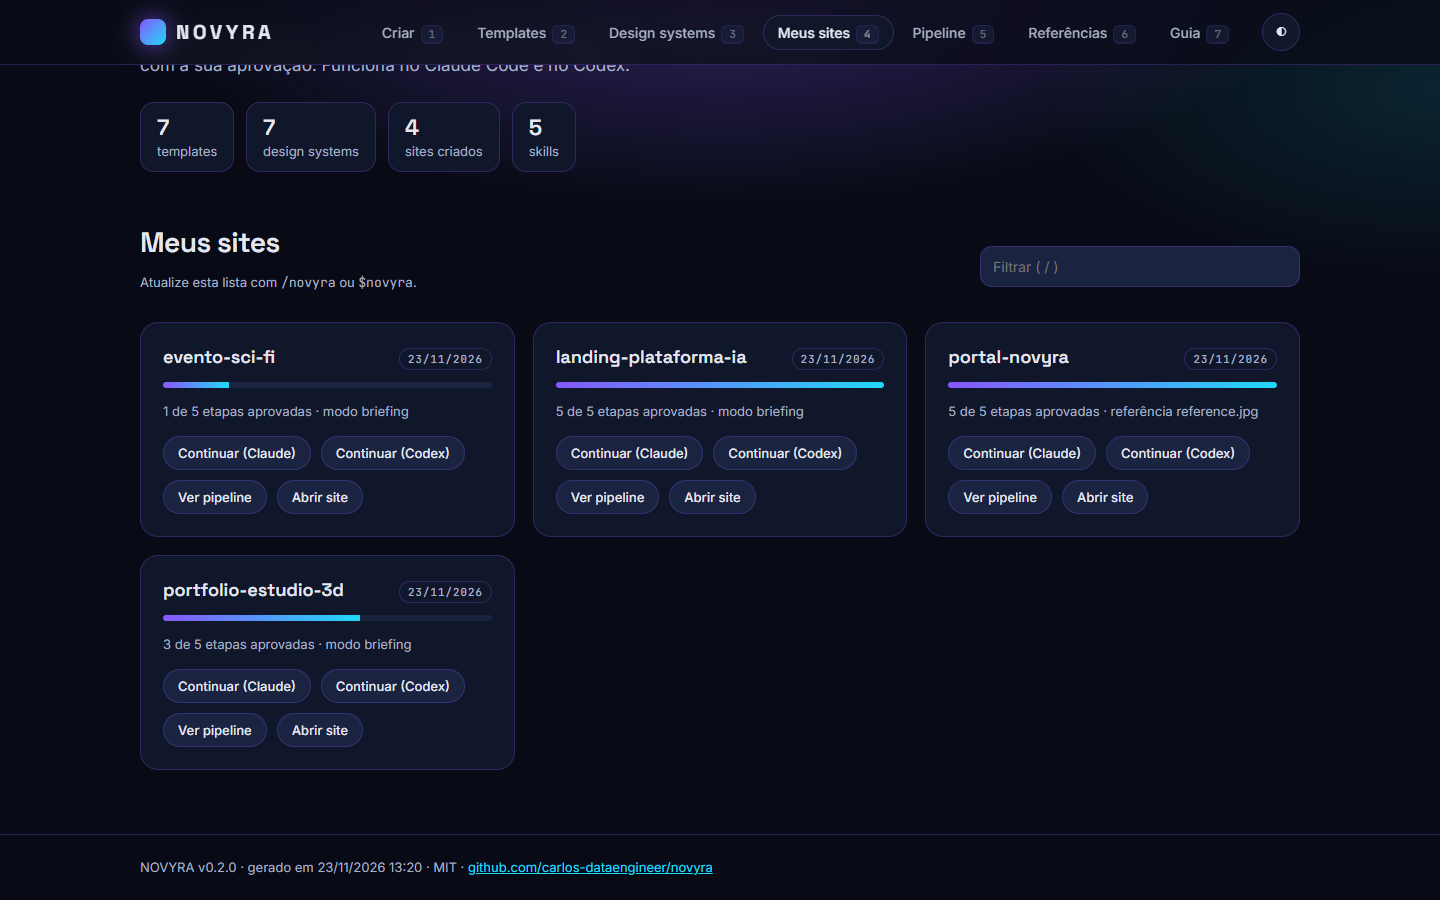 NOVYRA
Criar 1
Templates 2
Design systems 3
Meus sites 4
Pipeline 5
Referências 6
Guia 7
com a sua aprovação. Funciona no Claude Code e no Codex.
7
templates
7
design systems
4
sites criados
5
skills
Meus sites
Atualize esta lista com /novyra ou $novyra.
Filtrar ( / )
evento-sci-fi
23/11/2026
1 de 5 etapas aprovadas · modo briefing
Continuar (Claude)
Continuar (Codex)
Ver pipeline
Abrir site
landing-plataforma-ia
23/11/2026
5 de 5 etapas aprovadas · modo briefing
Continuar (Claude)
Continuar (Codex)
Ver pipeline
Abrir site
portal-novyra
23/11/2026
5 de 5 etapas aprovadas · referência reference.jpg
Continuar (Claude)
Continuar (Codex)
Ver pipeline
Abrir site
portfolio-estudio-3d
23/11/2026
3 de 5 etapas aprovadas · modo briefing
Continuar (Claude)
Continuar (Codex)
Ver pipeline
Abrir site
NOVYRA v0.2.0 · gerado em 23/11/2026 13:20 · MIT · github.com/carlos-dataengineer/novyra